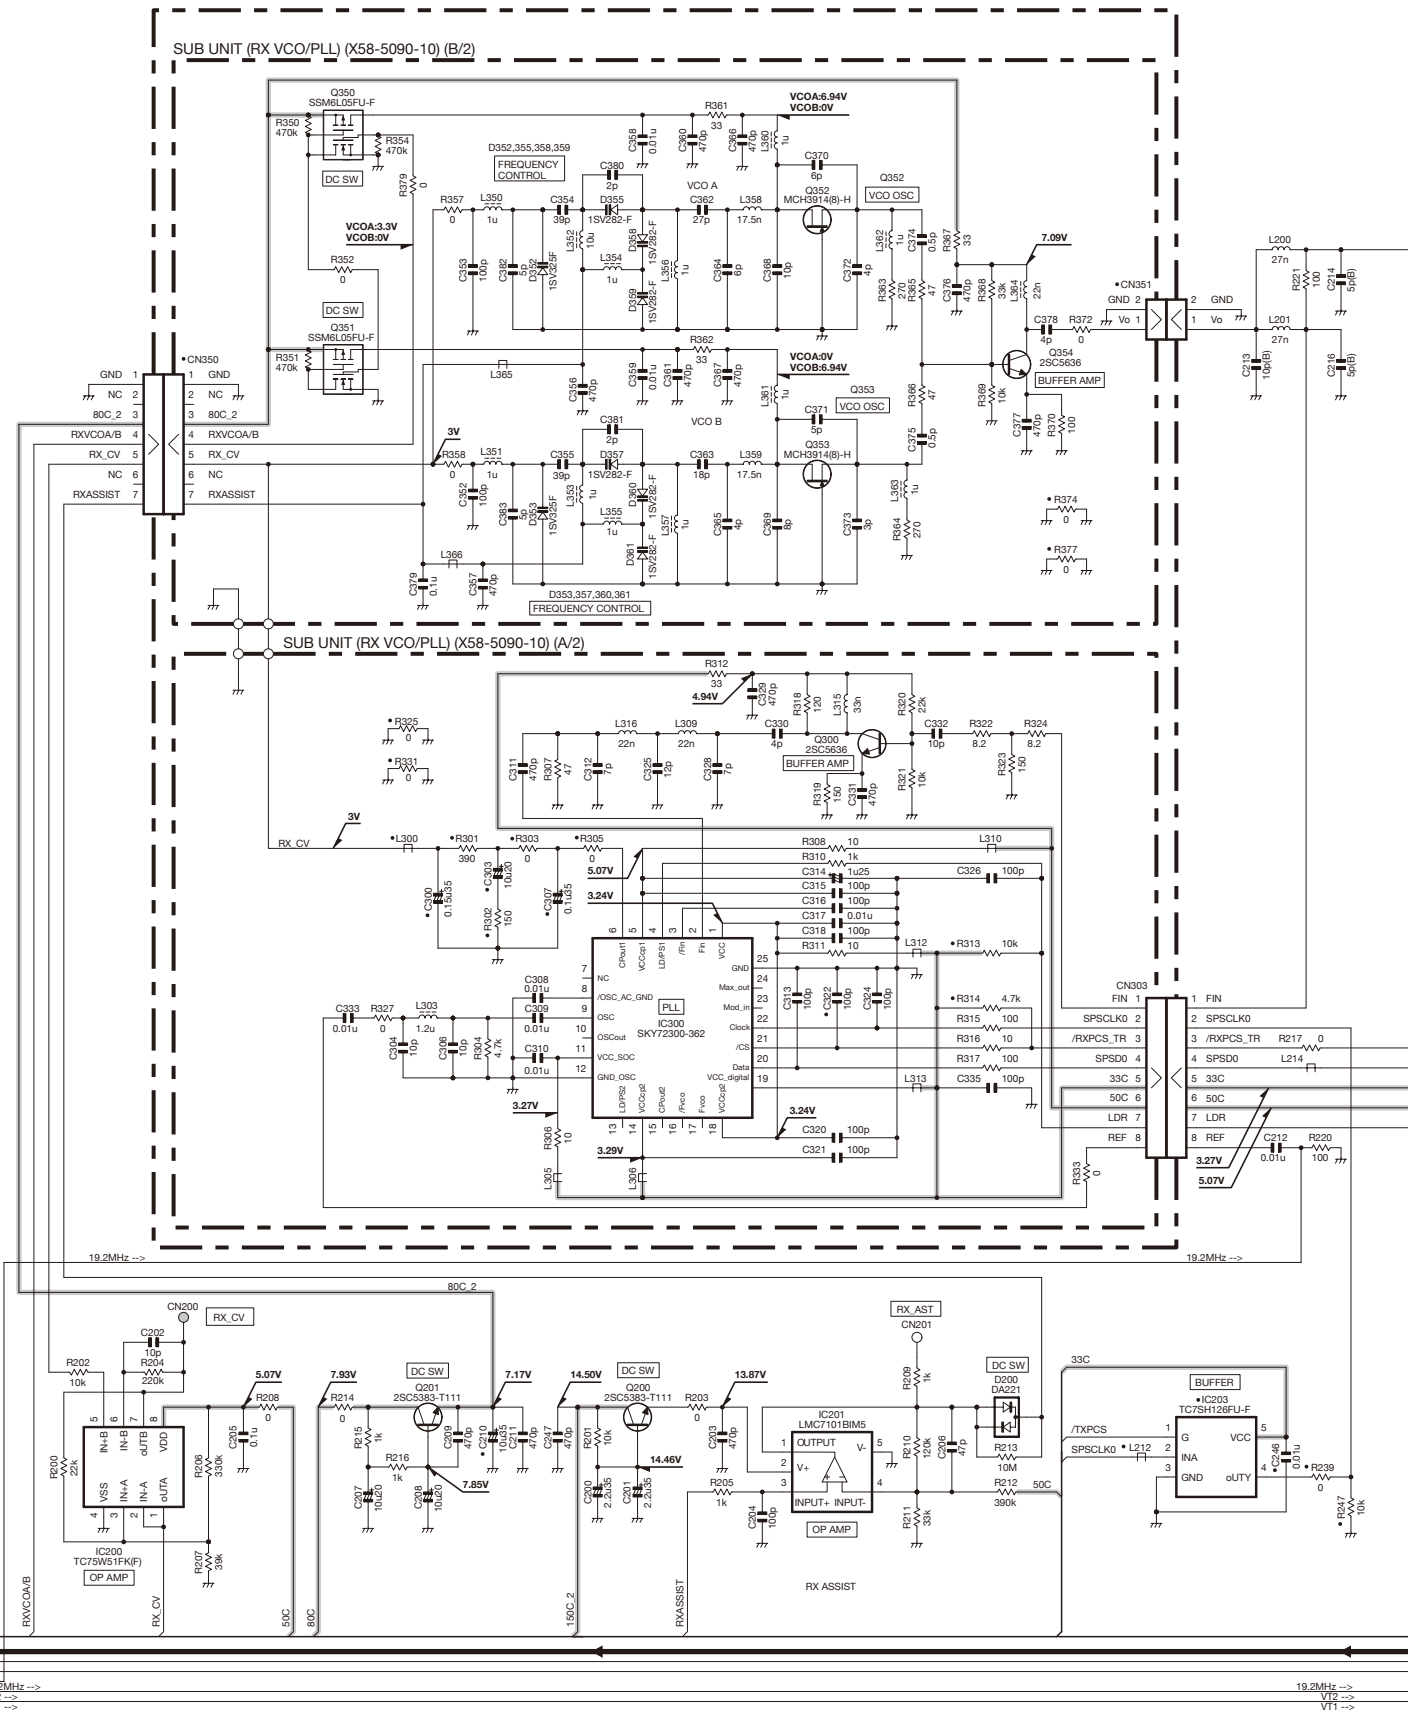 SUB UNIT (RX VCO/PLL) (X58-5090-10) (B/2)
Q350
SSM6L05FU-F
R350
470k
R354
470k
DC SW
R379
0
VCOA:3.3V
VCOB:0V
R352
0
DC SW
Q351
SSM6L05FU-F
R351
470k
D352,355,358,359
FREQUENCY
CONTROL
R361
33
VCOA:6.94V
VCOB:0V
C358
0.01u
C360
470p
C366
470p
L360
1u
C380
2p
VCO A
C370
6p
Q352
MCH3914(8)-H
Q352
VCO OSC
R357
0
L350
1u
C354
39p
D355
1SV282-F
C362
27p
L358
17.5n
L352
10u
D358
1SV282-F
L354
1u
D359
1SV282-F
L356
1u
C353
100p
C382
5p
D352
1SV325F
C364
6p
C368
10p
C372
4p
L362
1u
C374
0.5p
R363
270
R365
47
R367
33
7.09V
C376
470p
R368
33k
L364
22n
C378
4p
R372
0
Q354
2SC5636
BUFFER AMP
CN351
GND 2
Vo 1
2 GND
1 Vo
L200
27n
R221
100
C214
5p(B)
L201
27n
C213
10p(B)
C216
5p(B)
R362
33
VCOA:0V
VCOB:6.94V
L365
C356
470p
C359
0.01u
C361
470p
C367
470p
L361
1u
Q353
VCO OSC
R366
47
R369
10k
C377
470p
R370
100
CN350
GND 1
NC 2
80C_2 3
RXVCOA/B 4
RX_CV 5
NC 6
RXASSIST 7
1 GND
2 NC
3 80C_2
4 RXVCOA/B
5 RX_CV
6 NC
7 RXASSIST
3V
C381
2p
VCO B
C371
5p
Q353
MCH3914(8)-H
C375
0.5p
R358
0
L351
1u
C355
39p
D357
1SV282-F
C363
18p
L359
17.5n
C352
100p
C383
5p
D353
1SV325F
L353
1u
D360
1SV282-F
L355
1u
D361
1SV282-F
L357
1u
C365
4p
C369
8p
C373
3p
L363
1u
R364
270
R374
0
R377
0
L366
C379
0.1u
C357
470p
D353,357,360,361
FREQUENCY CONTROL
SUB UNIT (RX VCO/PLL) (X58-5090-10) (A/2)
R312
33
4.94V
C329
470p
R318
120
L315
33n
R320
22k
R325
0
R331
0
L316
22n
L309
22n
C330
4p
Q300
2SC5636
BUFFER AMP
C332
10p
R322
8.2
R324
8.2
C311
470p
R307
47
C312
7p
C325
12p
C328
7p
R319
150
C331
470p
R321
10k
R323
150
RX_CV
3V
L300
R301
390
R303
0
R305
0
5.07V
C303
10u20
C300
0.15u35
R302
150
C307
0.1u35
3.24V
R308 10
L310
R310 1k
C314 1u25
C326 100p
C315 100p
C316 100p
C317 0.01u
C318 100p
R311 10
L312
R313 10k
6 5 4 3 2 1
CPout1
VCCcp1
LD/PS1
/Fin
Fin
VCC
7
NC
8
/OSC_AC_GND
9
OSC
10
OSCout
11
VCC_SOC
12
GND_OSC
PLL
IC300
SKY72300-362
25
GND
24
Max_out
23
Mod_in
22
Clock
21
/CS
20
Data
VCC_digital
19
LD/PS2
VCCcp2
CPout2
/Fvco
Fvco
VCCcp2
13 14 15 16 17 18
C308
0.01u
C309
0.01u
C310
0.01u
C333
0.01u
R327
0
L303
1.2u
C304
10p
C306
10p
R304
4.7k
C313
100p
C322
100p
C324
100p
R314 4.7k
R315 100
R316 10
R317 100
L313
C335 100p
3.27V
R306
10
3.29V
L305
L306
3.24V
C320 100p
C321 100p
R333
0
CN303
FIN 1
SPSCLK0 2
/RXPCS_TR 3
SPSD0 4
33C 5
50C 6
LDR 7
REF 8
1 FIN
2 SPSCLK0
3 /RXPCS_TR
4 SPSD0
5 33C
6 50C
7 LDR
8 REF
R217 0
L214
C212
0.01u
R220
100
3.27V
5.07V
19.2MHz -->
19.2MHz -->
80C_2
CN200
RX_CV
C202
10p
R202
10k
R204
220k
5.07V
R208
0
R200
22k
5 6 7 8
IN+B
IN-B
oUTB
VDD
VSS
IN+A
IN-A
oUTA
4 3 2 1
R206
330k
C205
0.1u
R207
39k
IC200
TC75W51FK(F)
OP AMP
RXVCOA/B
RX_CV
50C
7.93V
R214
0
DC SW
Q201
2SC5383-T111
7.17V
R215
1k
R216
1k
C207
10u20
C208
10u20
7.85V
C209
470p
C210
10u35
C211
470p
80C
14.50V
DC SW
Q200
2SC5383-T111
R203
0
13.87V
C247
470p
R201
10k
14.46V
C200
2.2u35
C201
2.2u35
C203
470p
150C_2
RXASSIST
R205
1k
C204
100p
RX_AST
CN201
R209
1k
DC SW
D200
DA221
IC201
LMC7101BIM5
1 OUTPUT
2 V+
3 INPUT+
V- 5
INPUT- 4
OP AMP
R210
120k
C206
47p
R213
10M
R212
390k
50C
R211
33k
RX ASSIST
33C
BUFFER
IC203
TC7SH126FU-F
/TXPCS
SPSCLK0
L212
1 G
2 INA
3 GND
VCC 5
oUTY 4
C246
0.01u
R239
0
R247
10k
2MHz -->
2 -->
-->
19.2MHz -->
VT2 -->
VT1 -->